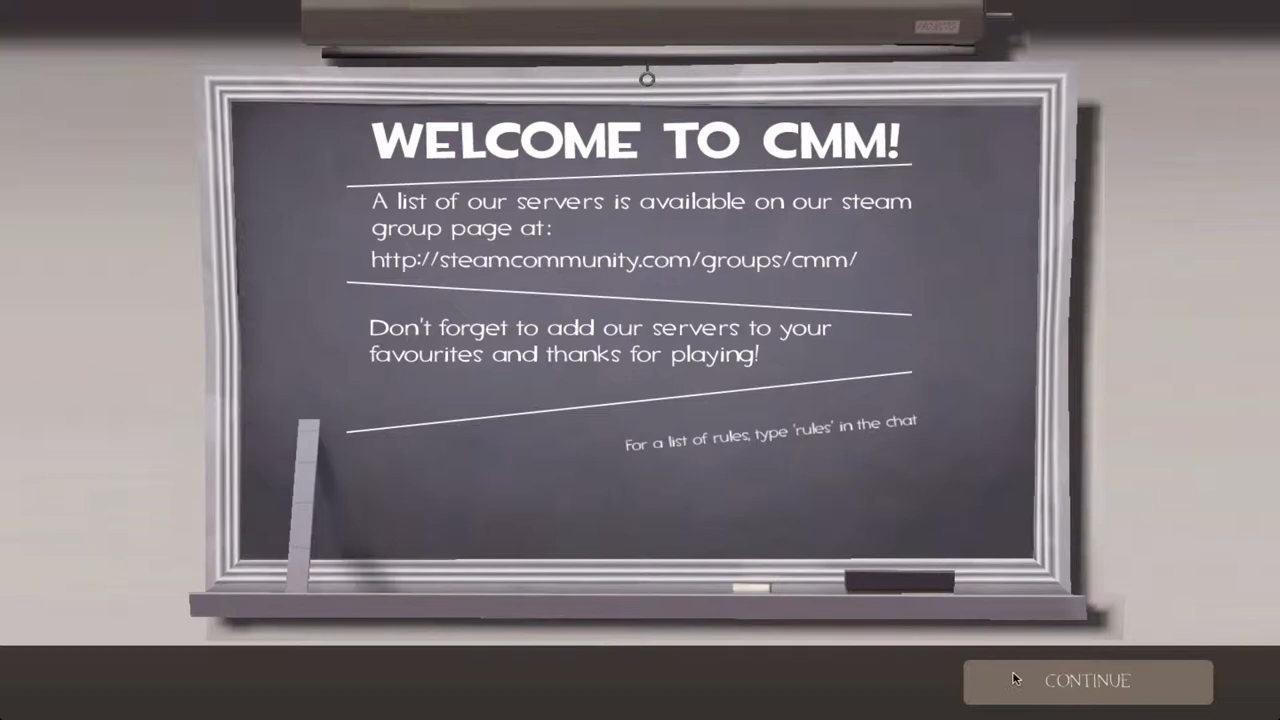 WELCOME TO CMM!
A list of our servers is available on our steam
group page at:
http://steamcommunity.com/groups/cmm/
Don't forget to add our servers to your
favourites and thanks for playing!
For a list of rules, type 'rules' in the chat
CONTINUE